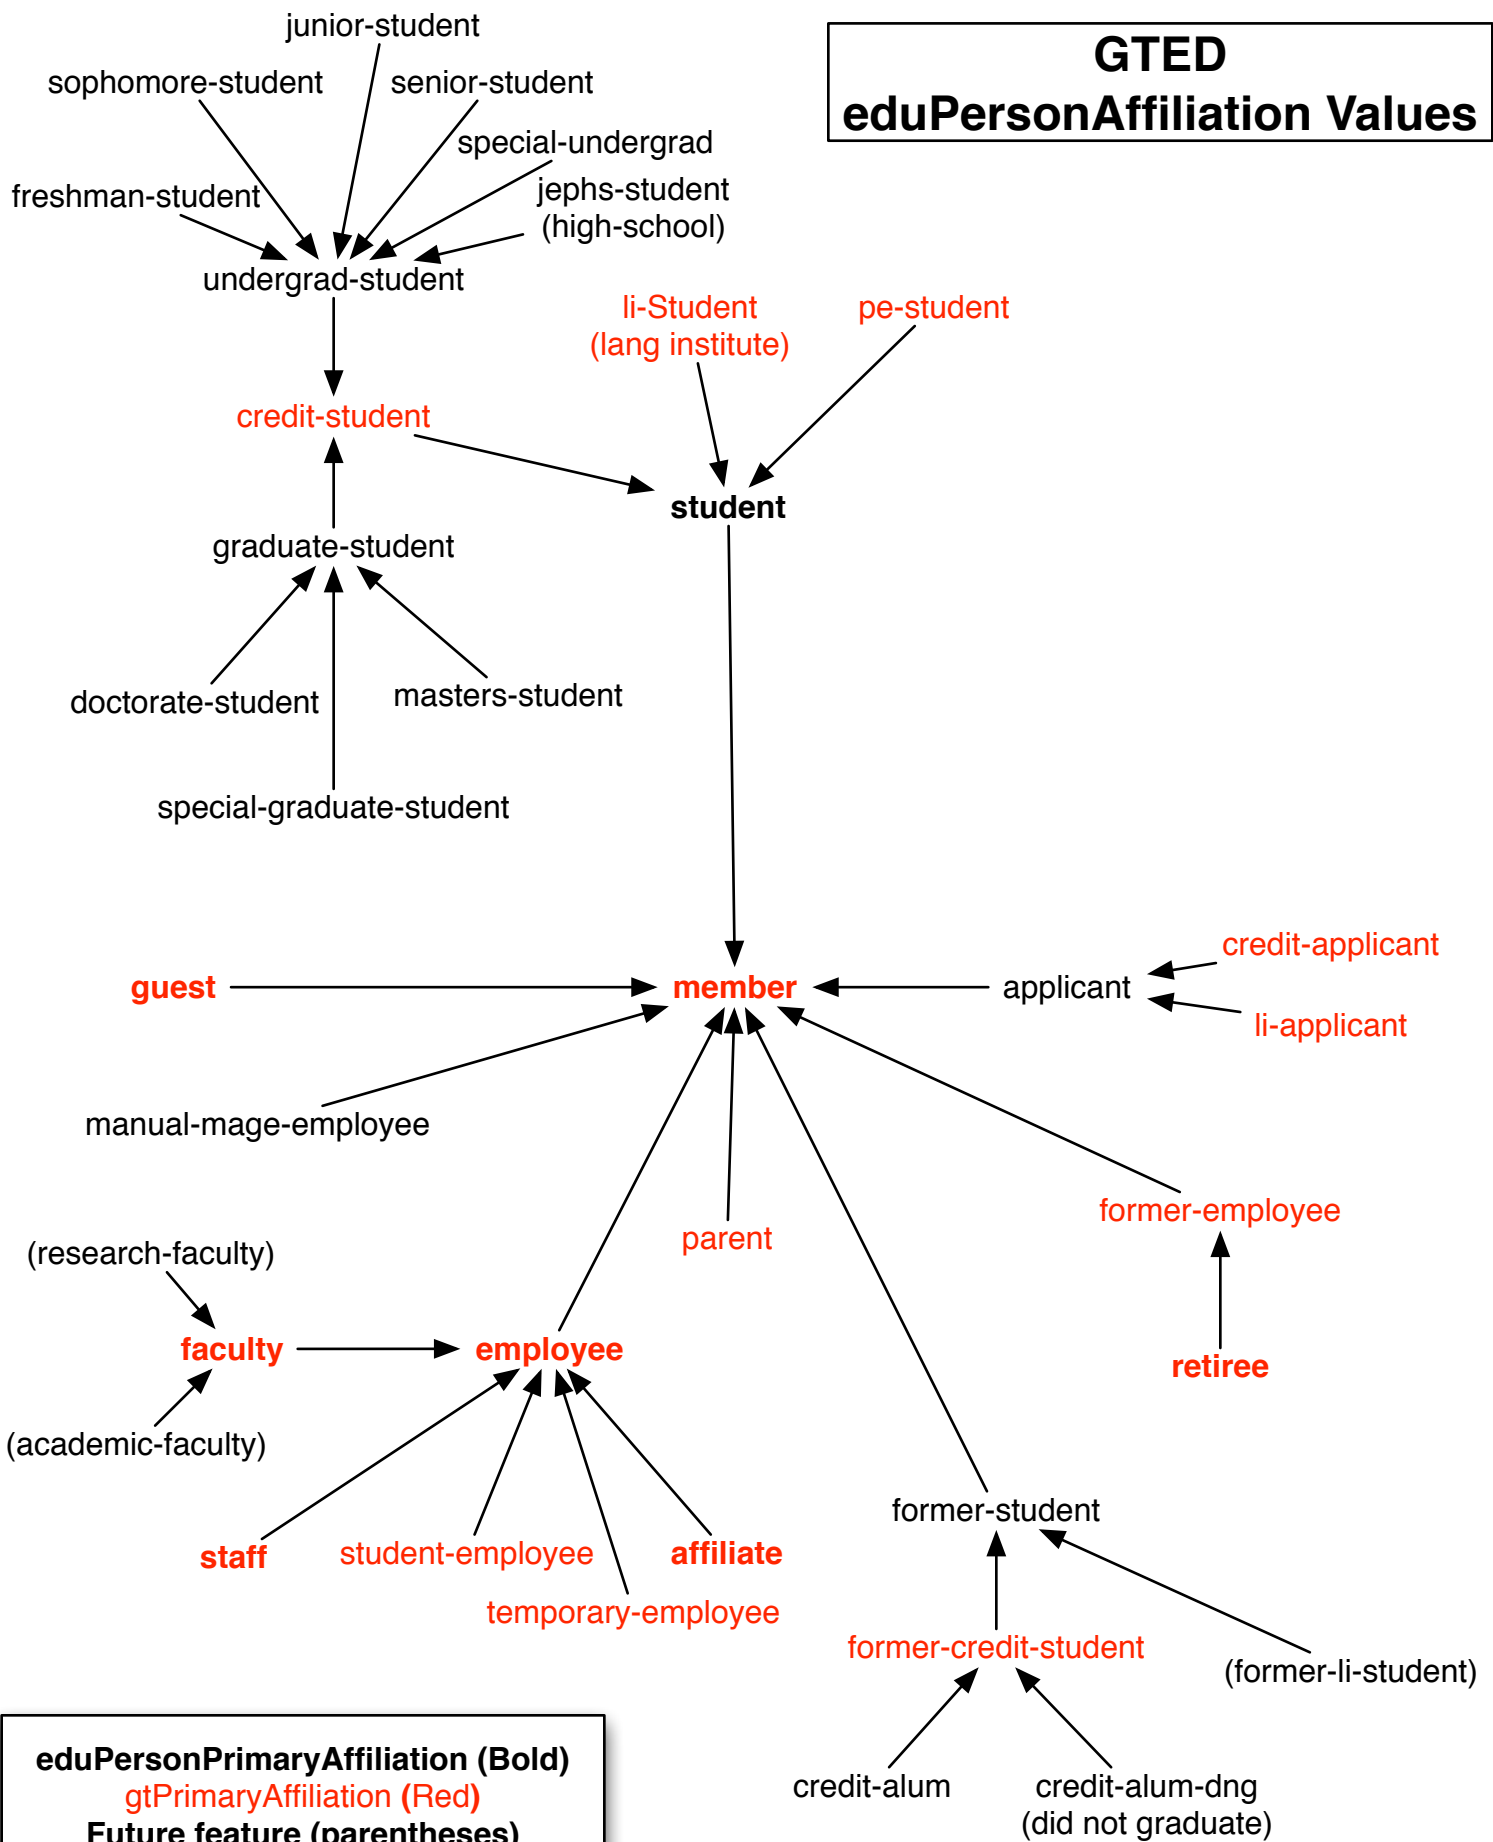 junior-student
GTED
eduPersonAffiliation Values
sophomore-student
senior-student
special-undergrad
freshman-student
jephs-student
(high-school)
undergrad-student
li-Student
(lang institute)
pe-student
credit-student
student
graduate-student
doctorate-student
masters-student
special-graduate-student
guest
member
applicant
credit-applicant
li-applicant
manual-mage-employee
former-employee
parent
(research-faculty)
faculty
employee
retiree
(academic-faculty)
former-student
staff
student-employee
affiliate
temporary-employee
former-credit-student
(former-li-student)
credit-alum
credit-alum-dng
(did not graduate)
eduPersonPrimaryAffiliation (Bold)
gtPrimaryAffiliation (Red)
Future feature (parentheses)